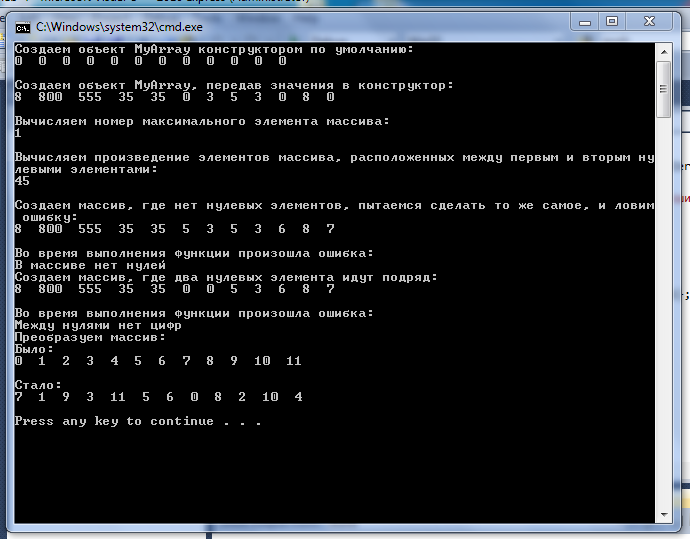 C:\Windows\system32\cmd.exe
Создаем объект MyArray конструктором по умолчанию:
0 0 0 0 0 0 0 0 0 0 0 0
Создаем объект MyArray, передав значения в конструктор:
8 800 555 35 35 0 3 5 3 0 8 0
Вычисляем номер максимального элемента массива:
1
Вычисляем произведение элементов массива, расположенных между первым и вторым ну
левыми элементами:
45
Создаем массив, где нет нулевых элементов, пытаемся сделать то же самое, и ловим
ошибку:
8 800 555 35 35 5 3 5 3 6 8 7
Во время выполнения функции произошла ошибка:
В массиве нет нулей
Создаем массив, где два нулевых элемента идут подряд:
8 800 555 35 35 0 0 5 3 6 8 7
Во время выполнения функции произошла ошибка:
Между нулями нет цифр
Преобразуем массив:
Было:
0 1 2 3 4 5 6 7 8 9 10 11
Стало:
7 1 9 3 11 5 6 0 8 2 10 4
Press any key to continue . . .